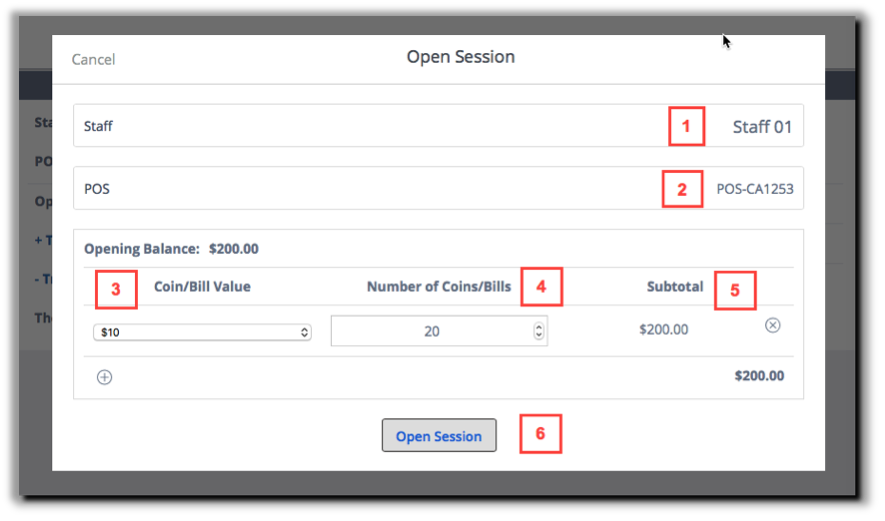 Cancel Open Session
Sta
Staff 1 Staff 01
PO
POS 2 POS-CA1253
Op
+ T
Opening Balance: $200.00
- T
3 Coin/Bill Value Number of Coins/Bills 4 Subtotal 5
Th
$10 20 $200.00
$200.00
Open Session 6